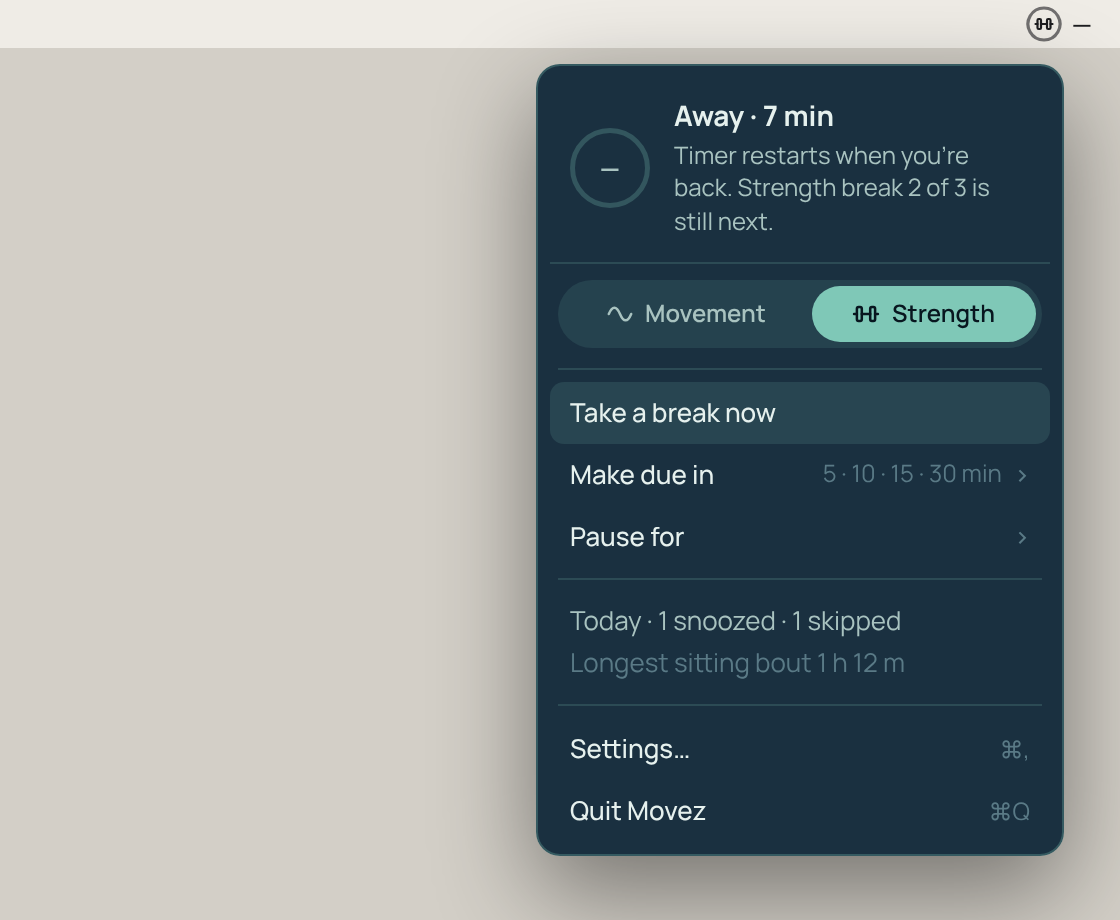 –
Away · 7 min
Timer restarts when you’re
back. Strength break 2 of 3 is
still next.
–
Movement Strength
Take a break now
Make due in 5 · 10 · 15 · 30 min ›
Pause for ›
Today · 1 snoozed · 1 skipped
Longest sitting bout 1 h 12 m
Settings… ⌘,
Quit Movez ⌘Q